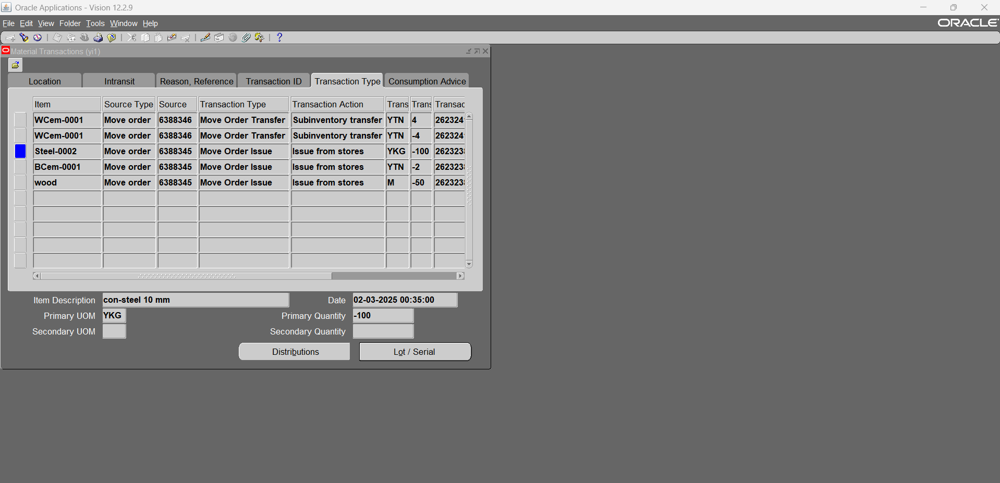 Oracle Applications - Vision 12.2.9
File Edit View Folder Tools Window Help
ORACLE
Material Transactions (yi1)
Location Intransit Reason, Reference Transaction ID Transaction Type Consumption Advice
Item Source Type Source Transaction Type Transaction Action Trans Trans Transac
WCem-0001 Move order 6388346 Move Order Transfer Subinventory transfer YTN 4 262324
WCem-0001 Move order 6388346 Move Order Transfer Subinventory transfer YTN -4 262324
Steel-0002 Move order 6388345 Move Order Issue Issue from stores YKG -100 262323
BCem-0001 Move order 6388345 Move Order Issue Issue from stores YTN -2 262323
wood Move order 6388345 Move Order Issue Issue from stores M -50 262323
Item Description con-steel 10 mm Date 02-03-2025 00:35:00
Primary UOM YKG Primary Quantity -100
Secondary UOM Secondary Quantity
Distributions Lot / Serial